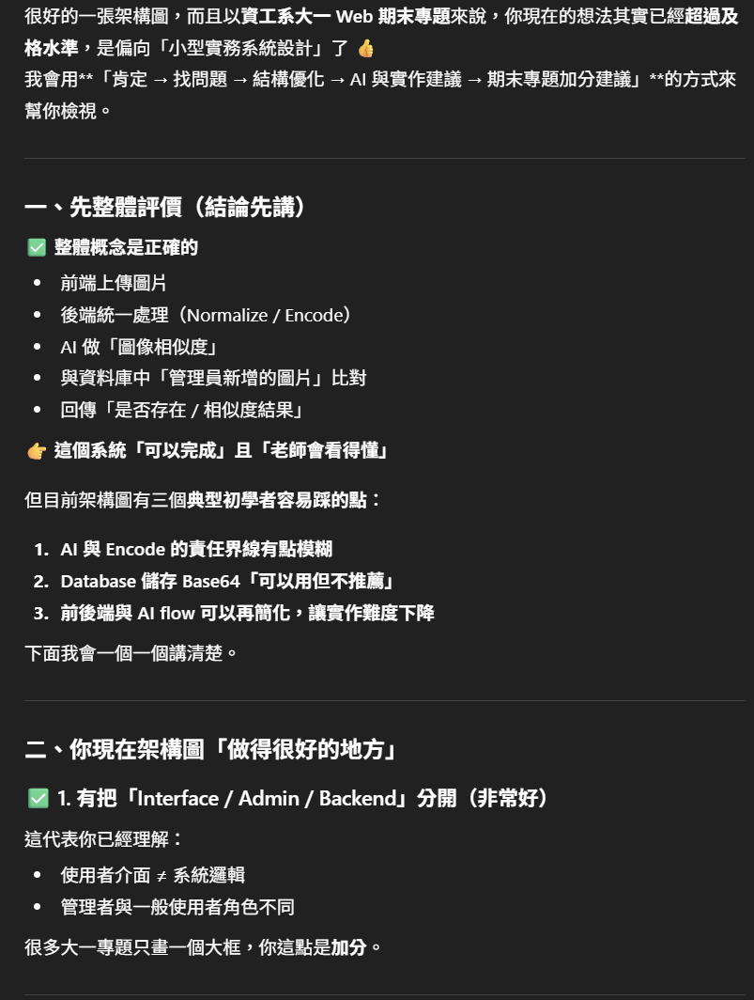 很好的一張架構圖，而且以資工系大一 Web 期末專題來說，你現在的想法其實已經超過及
格水準，是偏向「小型實務系統設計」了 👍
我會用**「肯定 → 找問題 → 結構優化 → AI 與實作建議 → 期末專題加分建議」**的方式來
幫你檢視。
一、先整體評價（結論先講）
✅ 整體概念是正確的
• 前端上傳圖片
• 後端統一處理（Normalize / Encode）
• AI 做「圖像相似度」
• 與資料庫中「管理員新增的圖片」比對
• 回傳「是否存在 / 相似度結果」
👉 這個系統「可以完成」且「老師會看得懂」
但目前架構圖有三個典型初學者容易踩的點：
1. AI 與 Encode 的責任界線有點模糊
2. Database 儲存 Base64「可以用但不推薦」
3. 前後端與 AI flow 可以再簡化，讓實作難度下降
下面我會一個一個講清楚。
二、你現在架構圖「做得很好的地方」
✅ 1. 有把「Interface / Admin / Backend」分開（非常好）
這代表你已經理解：
• 使用者介面 ≠ 系統邏輯
• 管理者與一般使用者角色不同
很多大一專題只畫一個大框，你這點是加分。